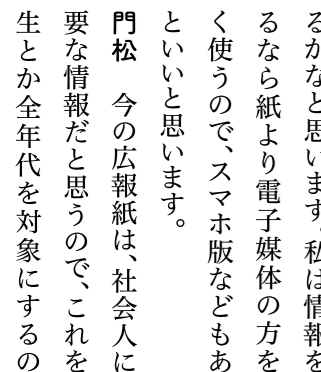 るかなと思います。私は情報を
るなら紙より電子媒体の方を
く使うので、スマホ版などもあ
といいと思います。
門松　今の広報紙は、社会人に
要な情報だと思うので、これを
生とか全年代を対象にするの